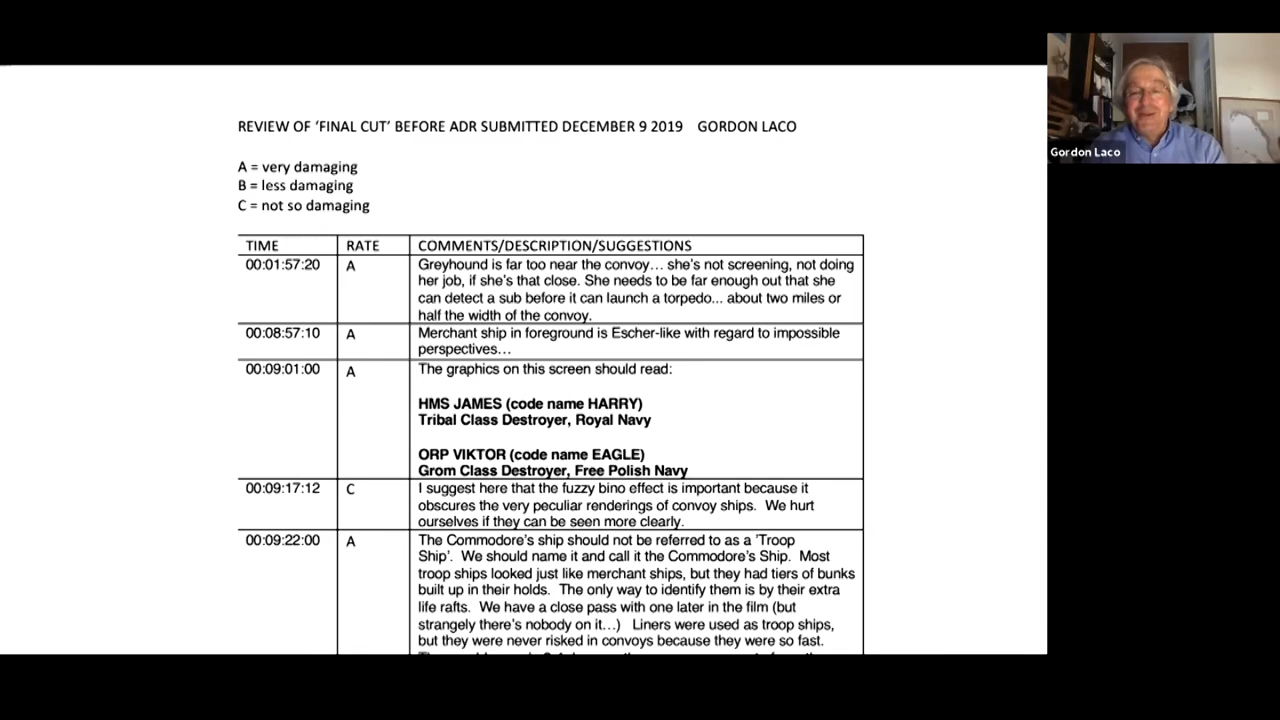 REVIEW OF ‘FINAL CUT’ BEFORE ADR SUBMITTED DECEMBER 9 2019 GORDON LACO
A = very damaging
B = less damaging
C = not so damaging
TIME RATE COMMENTS/DESCRIPTION/SUGGESTIONS
00:01:57:20 A Greyhound is far too near the convoy… she's not screening, not doing
her job, if she's that close. She needs to be far enough out that she
can detect a sub before it can launch a torpedo... about two miles or
half the width of the convoy.
00:08:57:10 A Merchant ship in foreground is Escher-like with regard to impossible
perspectives…
00:09:01:00 A The graphics on this screen should read:
HMS JAMES (code name HARRY)
Tribal Class Destroyer, Royal Navy
ORP VIKTOR (code name EAGLE)
Grom Class Destroyer, Free Polish Navy
00:09:17:12 C I suggest here that the fuzzy bino effect is important because it
obscures the very peculiar renderings of convoy ships. We hurt
ourselves if they can be seen more clearly.
00:09:22:00 A The Commodore's ship should not be referred to as a 'Troop
Ship'. We should name it and call it the Commodore's Ship. Most
troop ships looked just like merchant ships, but they had tiers of bunks
built up in their holds. The only way to identify them is by their extra
life rafts. We have a close pass with one later in the film (but
strangely there's nobody on it…) Liners were used as troop ships,
but they were never risked in convoys because they were so fast.
Gordon Laco